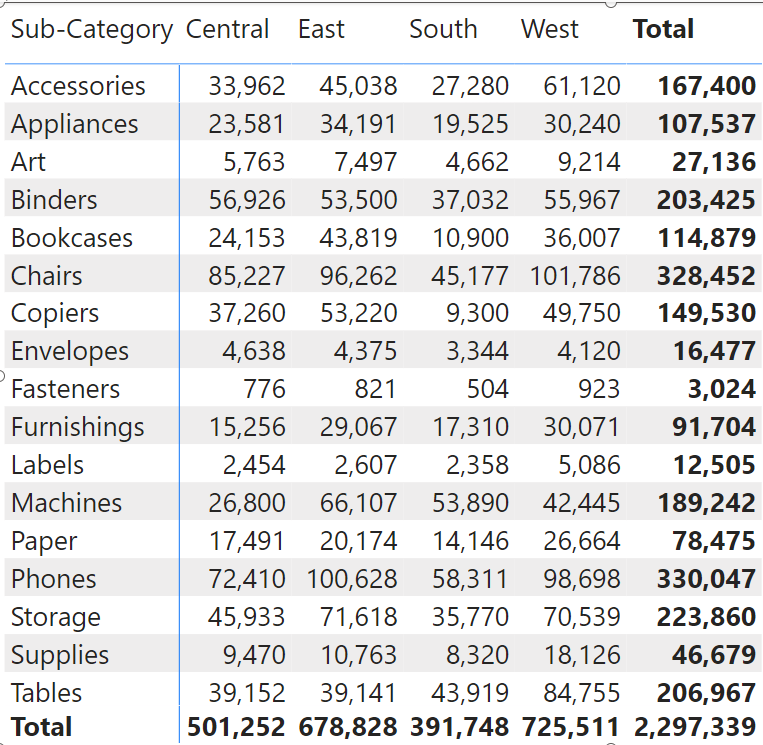 Sub-Category Central East South West Total
Accessories 33,962 45,038 27,280 61,120 167,400
Appliances 23,581 34,191 19,525 30,240 107,537
Art 5,763 7,497 4,662 9,214 27,136
Binders 56,926 53,500 37,032 55,967 203,425
Bookcases 24,153 43,819 10,900 36,007 114,879
Chairs 85,227 96,262 45,177 101,786 328,452
Copiers 37,260 53,220 9,300 49,750 149,530
Envelopes 4,638 4,375 3,344 4,120 16,477
Fasteners 776 821 504 923 3,024
Furnishings 15,256 29,067 17,310 30,071 91,704
Labels 2,454 2,607 2,358 5,086 12,505
Machines 26,800 66,107 53,890 42,445 189,242
Paper 17,491 20,174 14,146 26,664 78,475
Phones 72,410 100,628 58,311 98,698 330,047
Storage 45,933 71,618 35,770 70,539 223,860
Supplies 9,470 10,763 8,320 18,126 46,679
Tables 39,152 39,141 43,919 84,755 206,967
Total 501,252 678,828 391,748 725,511 2,297,339